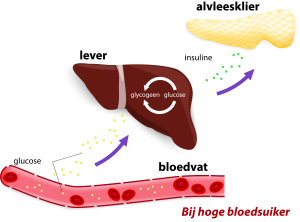 alvleesklier
lever
insuline
glycogeen glucose
glucose
bloedvat
Bij hoge bloedsuiker